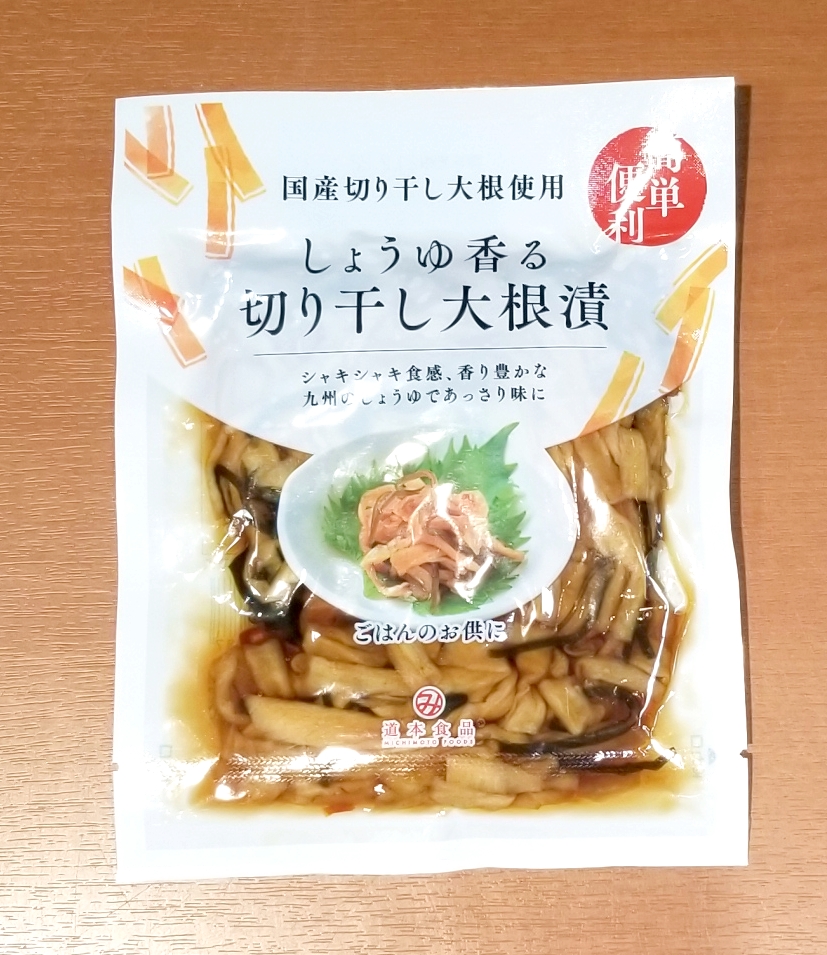 国産切り干し大根使用
簡単
便利
しょうゆ香る
切り干し大根漬
シャキシャキ食感、香り豊かな
九州のしょうゆであっさり味に
ごはんのお供に
み
道本食品
MICHIMOTO FOODS